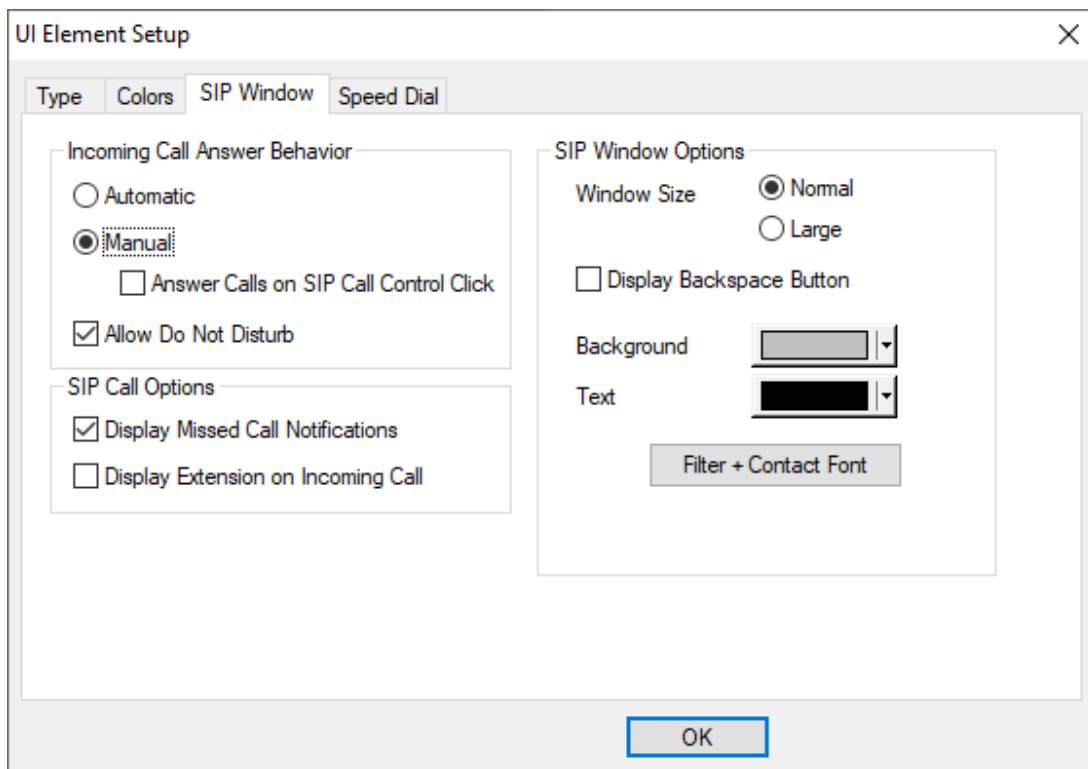 UI Element Setup
Type Colors SIP Window Speed Dial
Incoming Call Answer Behavior
Automatic
Manual
Answer Calls on SIP Call Control Click
Allow Do Not Disturb
SIP Call Options
Display Missed Call Notifications
Display Extension on Incoming Call
SIP Window Options
Window Size
Normal
Large
Display Backspace Button
Background
Text
Filter + Contact Font
OK